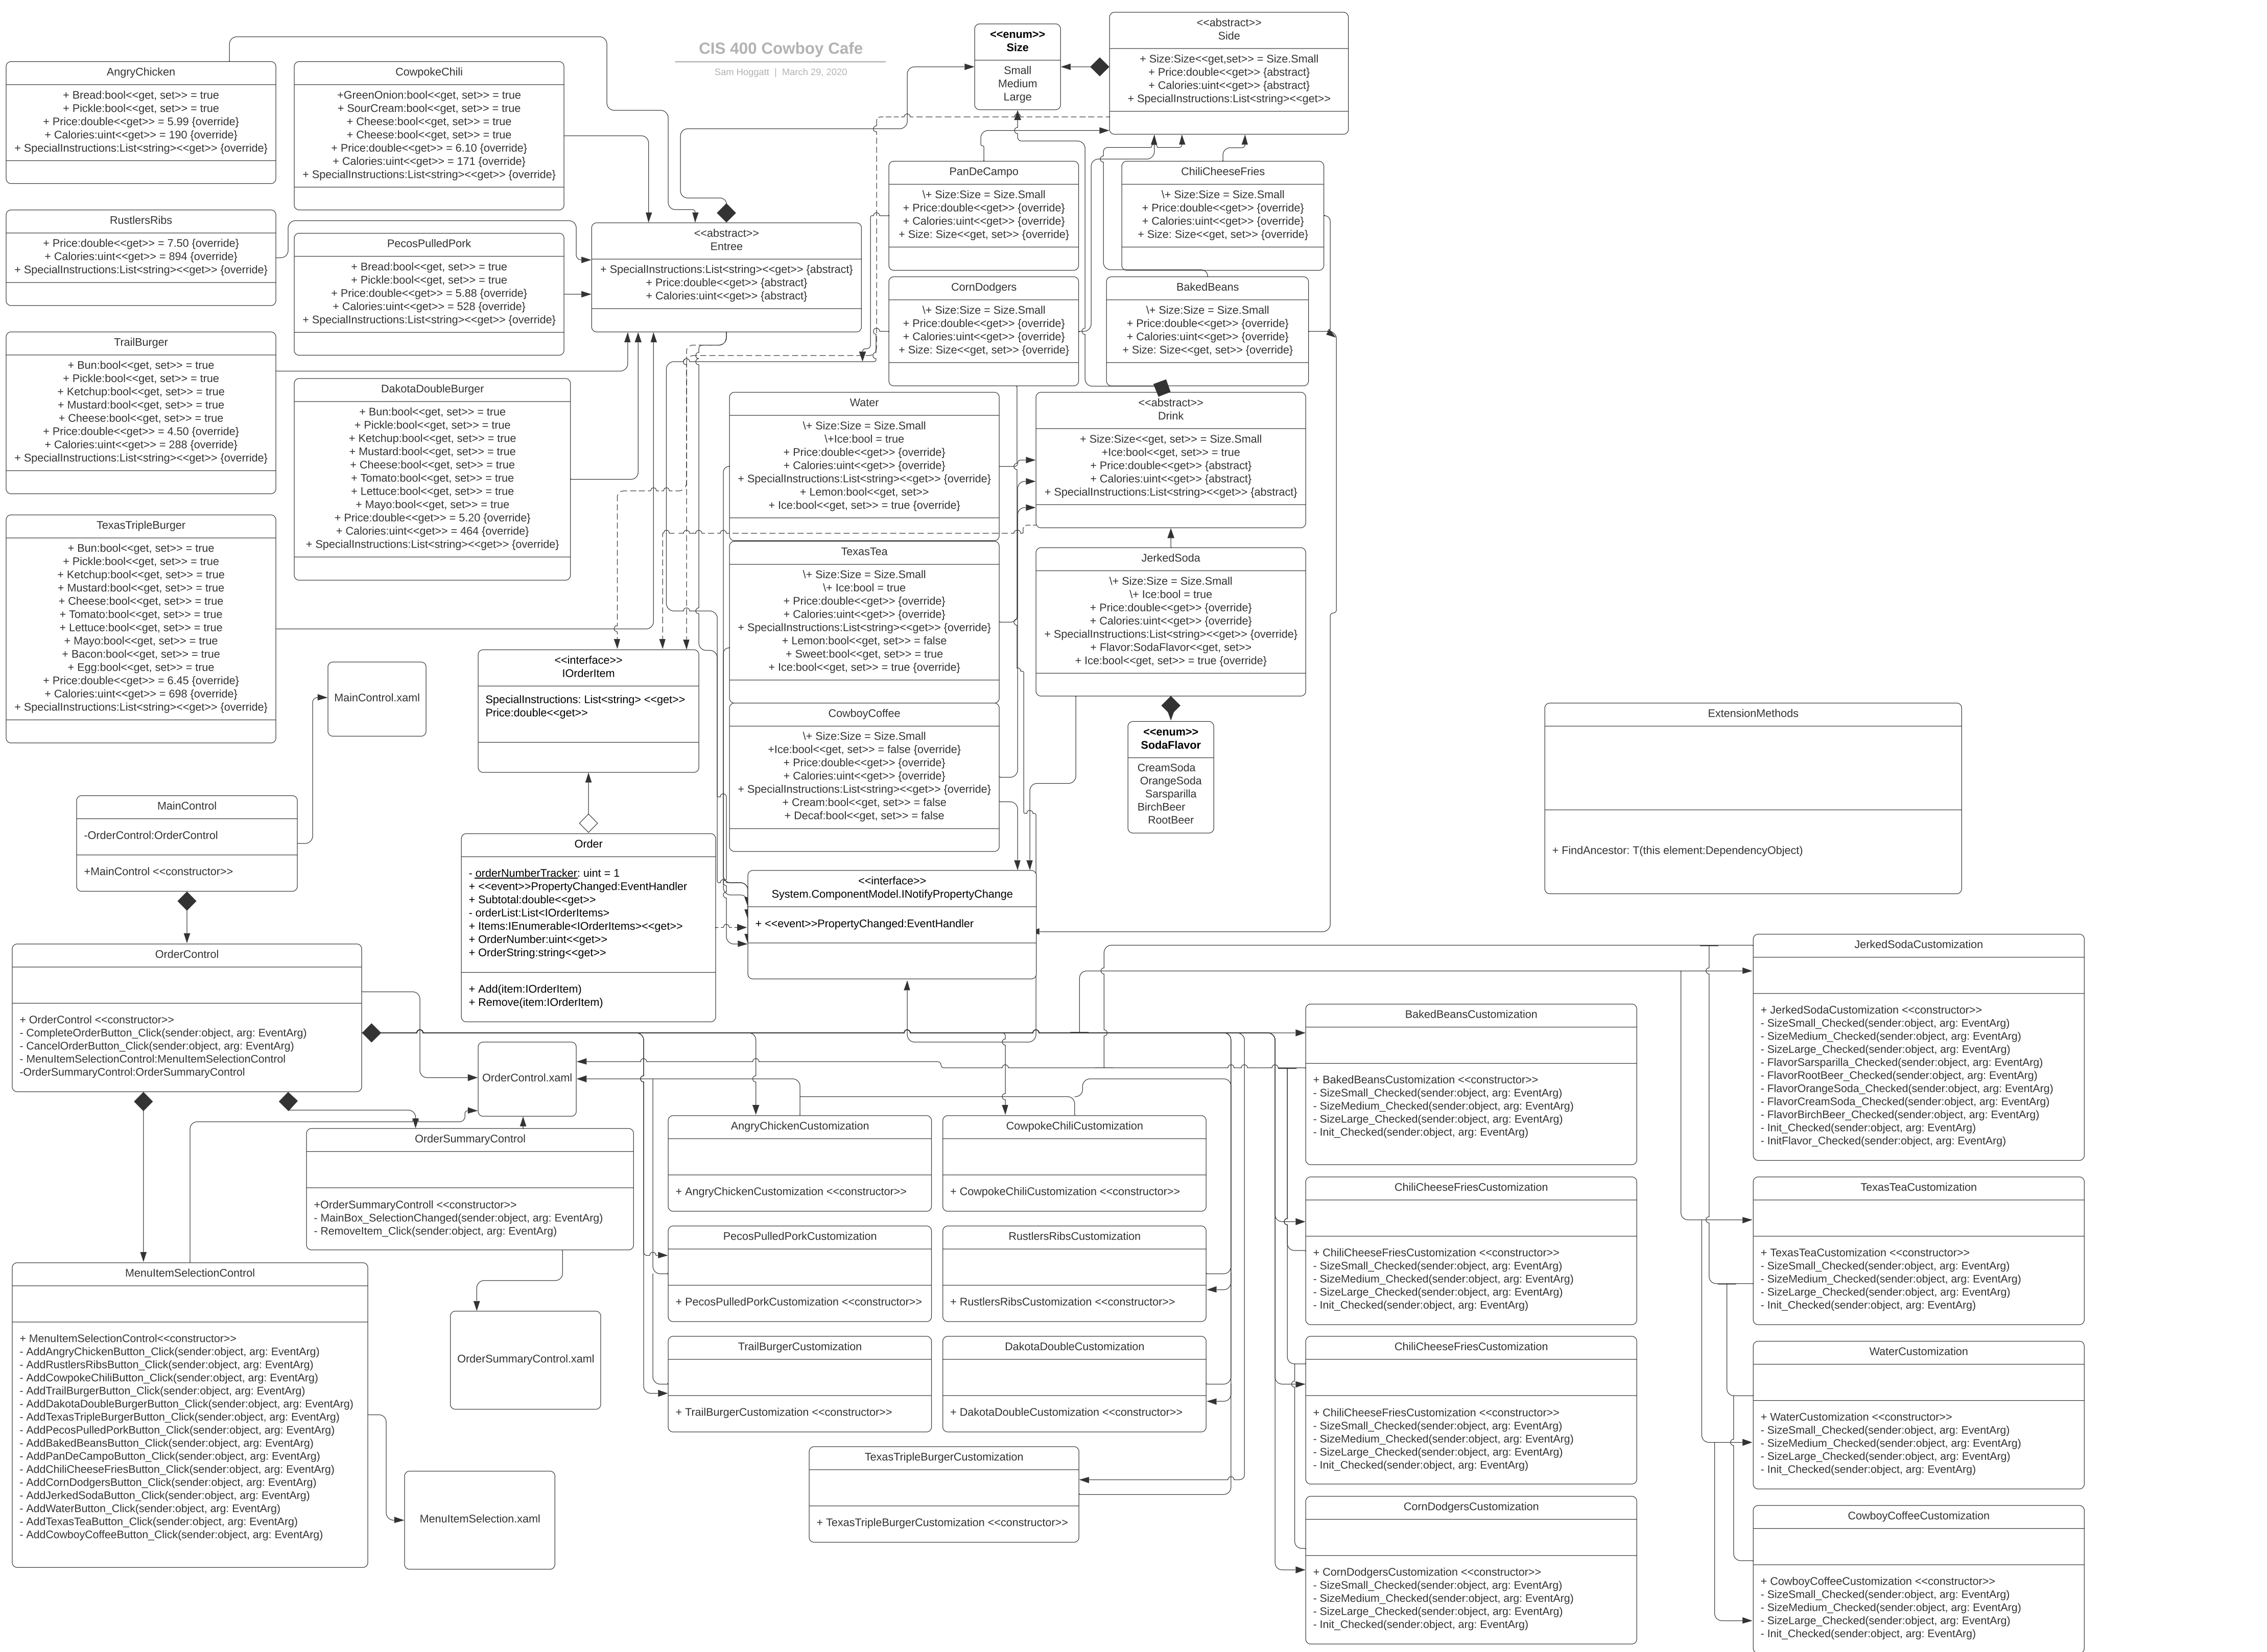 CIS 400 Cowboy Cafe
Sam Hoggatt | March 29, 2020
<<enum>>
Size
Small
Medium
Large
<<abstract>>
Side
+ Size:Size<<get,set>> = Size.Small
+ Price:double<<get>> {abstract}
+ Calories:uint<<get>> {abstract}
+ SpecialInstructions:List<string><<get>>
AngryChicken
+ Bread:bool<<get, set>> = true
+ Pickle:bool<<get, set>> = true
+ Price:double<<get>> = 5.99 {override}
+ Calories:uint<<get>> = 190 {override}
+ SpecialInstructions:List<string><<get>> {override}
CowpokeChili
+GreenOnion:bool<<get, set>> = true
+ SourCream:bool<<get, set>> = true
+ Cheese:bool<<get, set>> = true
+ Cheese:bool<<get, set>> = true
+ Price:double<<get>> = 6.10 {override}
+ Calories:uint<<get>> = 171 {override}
+ SpecialInstructions:List<string><<get>> {override}
RustlersRibs
+ Price:double<<get>> = 7.50 {override}
+ Calories:uint<<get>> = 894 {override}
+ SpecialInstructions:List<string><<get>> {override}
PecosPulledPork
+ Bread:bool<<get, set>> = true
+ Pickle:bool<<get, set>> = true
+ Price:double<<get>> = 5.88 {override}
+ Calories:uint<<get>> = 528 {override}
+ SpecialInstructions:List<string><<get>> {override}
<<abstract>>
Entree
+ SpecialInstructions:List<string><<get>> {abstract}
+ Price:double<<get>> {abstract}
+ Calories:uint<<get>> {abstract}
PanDeCampo
\+ Size:Size = Size.Small
+ Price:double<<get>> {override}
+ Calories:uint<<get>> {override}
+ Size: Size<<get, set>> {override}
ChiliCheeseFries
\+ Size:Size = Size.Small
+ Price:double<<get>> {override}
+ Calories:uint<<get>> {override}
+ Size: Size<<get, set>> {override}
CornDodgers
\+ Size:Size = Size.Small
+ Price:double<<get>> {override}
+ Calories:uint<<get>> {override}
+ Size: Size<<get, set>> {override}
BakedBeans
\+ Size:Size = Size.Small
+ Price:double<<get>> {override}
+ Calories:uint<<get>> {override}
+ Size: Size<<get, set>> {override}
TrailBurger
+ Bun:bool<<get, set>> = true
+ Pickle:bool<<get, set>> = true
+ Ketchup:bool<<get, set>> = true
+ Mustard:bool<<get, set>> = true
+ Cheese:bool<<get, set>> = true
+ Price:double<<get>> = 4.50 {override}
+ Calories:uint<<get>> = 288 {override}
+ SpecialInstructions:List<string><<get>> {override}
DakotaDoubleBurger
+ Bun:bool<<get, set>> = true
+ Pickle:bool<<get, set>> = true
+ Ketchup:bool<<get, set>> = true
+ Mustard:bool<<get, set>> = true
+ Cheese:bool<<get, set>> = true
+ Tomato:bool<<get, set>> = true
+ Lettuce:bool<<get, set>> = true
+ Mayo:bool<<get, set>> = true
+ Price:double<<get>> = 5.20 {override}
+ Calories:uint<<get>> = 464 {override}
+ SpecialInstructions:List<string><<get>> {override}
Water
\+ Size:Size = Size.Small
\+Ice:bool = true
+ Price:double<<get>> {override}
+ Calories:uint<<get>> {override}
+ SpecialInstructions:List<string><<get>> {override}
+ Lemon:bool<<get, set>>
+ Ice:bool<<get, set>> = true {override}
<<abstract>>
Drink
+ Size:Size<<get, set>> = Size.Small
+Ice:bool<<get, set>> = true
+ Price:double<<get>> {abstract}
+ Calories:uint<<get>> {abstract}
+ SpecialInstructions:List<string><<get>> {abstract}
TexasTripleBurger
+ Bun:bool<<get, set>> = true
+ Pickle:bool<<get, set>> = true
+ Ketchup:bool<<get, set>> = true
+ Mustard:bool<<get, set>> = true
+ Cheese:bool<<get, set>> = true
+ Tomato:bool<<get, set>> = true
+ Lettuce:bool<<get, set>> = true
+ Mayo:bool<<get, set>> = true
+ Bacon:bool<<get, set>> = true
+ Egg:bool<<get, set>> = true
+ Price:double<<get>> = 6.45 {override}
+ Calories:uint<<get>> = 698 {override}
+ SpecialInstructions:List<string><<get>> {override}
TexasTea
\+ Size:Size = Size.Small
\+ Ice:bool = true
+ Price:double<<get>> {override}
+ Calories:uint<<get>> {override}
+ SpecialInstructions:List<string><<get>> {override}
+ Lemon:bool<<get, set>> = false
+ Sweet:bool<<get, set>> = true
+ Ice:bool<<get, set>> = true {override}
JerkedSoda
\+ Size:Size = Size.Small
\+ Ice:bool = true
+ Price:double<<get>> {override}
+ Calories:uint<<get>> {override}
+ SpecialInstructions:List<string><<get>> {override}
+ Flavor:SodaFlavor<<get, set>>
+ Ice:bool<<get, set>> = true {override}
MainControl.xaml
<<interface>>
IOrderItem
SpecialInstructions: List<string> <<get>>
Price:double<<get>>
CowboyCoffee
\+ Size:Size = Size.Small
+Ice:bool<<get, set>> = false {override}
+ Price:double<<get>> {override}
+ Calories:uint<<get>> {override}
+ SpecialInstructions:List<string><<get>> {override}
+ Cream:bool<<get, set>> = false
+ Decaf:bool<<get, set>> = false
<<enum>>
SodaFlavor
CreamSoda
OrangeSoda
Sarsparilla
BirchBeer
RootBeer
ExtensionMethods
+ FindAncestor: T(this element:DependencyObject)
MainControl
-OrderControl:OrderControl
+MainControl <<constructor>>
Order
- orderNumberTracker: uint = 1
+ <<event>>PropertyChanged:EventHandler
+ Subtotal:double<<get>>
- orderList:List<IOrderItems>
+ Items:IEnumerable<IOrderItems><<get>>
+ OrderNumber:uint<<get>>
+ OrderString:string<<get>>
+ Add(item:IOrderItem)
+ Remove(item:IOrderItem)
<<interface>>
System.ComponentModel.INotifyPropertyChange
+ <<event>>PropertyChanged:EventHandler
OrderControl
+ OrderControl <<constructor>>
- CompleteOrderButton_Click(sender:object, arg: EventArg)
- CancelOrderButton_Click(sender:object, arg: EventArg)
- MenuItemSelectionControl:MenuItemSelectionControl
-OrderSummaryControl:OrderSummaryControl
OrderControl.xaml
OrderSummaryControl
+OrderSummaryControll <<constructor>>
- MainBox_SelectionChanged(sender:object, arg: EventArg)
- RemoveItem_Click(sender:object, arg: EventArg)
OrderSummaryControl.xaml
MenuItemSelectionControl
+ MenuItemSelectionControl<<constructor>>
- AddAngryChickenButton_Click(sender:object, arg: EventArg)
- AddRustlersRibsButton_Click(sender:object, arg: EventArg)
- AddCowpokeChiliButton_Click(sender:object, arg: EventArg)
- AddTrailBurgerButton_Click(sender:object, arg: EventArg)
- AddDakotaDoubleBurgerButton_Click(sender:object, arg: EventArg)
- AddTexasTripleBurgerButton_Click(sender:object, arg: EventArg)
- AddPecosPulledPorkButton_Click(sender:object, arg: EventArg)
- AddBakedBeansButton_Click(sender:object, arg: EventArg)
- AddPanDeCampoButton_Click(sender:object, arg: EventArg)
- AddChiliCheeseFriesButton_Click(sender:object, arg: EventArg)
- AddCornDodgersButton_Click(sender:object, arg: EventArg)
- AddJerkedSodaButton_Click(sender:object, arg: EventArg)
- AddWaterButton_Click(sender:object, arg: EventArg)
- AddTexasTeaButton_Click(sender:object, arg: EventArg)
- AddCowboyCoffeeButton_Click(sender:object, arg: EventArg)
MenuItemSelection.xaml
AngryChickenCustomization
+ AngryChickenCustomization <<constructor>>
CowpokeChiliCustomization
+ CowpokeChiliCustomization <<constructor>>
PecosPulledPorkCustomization
+ PecosPulledPorkCustomization <<constructor>>
RustlersRibsCustomization
+ RustlersRibsCustomization <<constructor>>
TrailBurgerCustomization
+ TrailBurgerCustomization <<constructor>>
DakotaDoubleCustomization
+ DakotaDoubleCustomization <<constructor>>
TexasTripleBurgerCustomization
+ TexasTripleBurgerCustomization <<constructor>>
BakedBeansCustomization
+ BakedBeansCustomization <<constructor>>
- SizeSmall_Checked(sender:object, arg: EventArg)
- SizeMedium_Checked(sender:object, arg: EventArg)
- SizeLarge_Checked(sender:object, arg: EventArg)
- Init_Checked(sender:object, arg: EventArg)
ChiliCheeseFriesCustomization
+ ChiliCheeseFriesCustomization <<constructor>>
- SizeSmall_Checked(sender:object, arg: EventArg)
- SizeMedium_Checked(sender:object, arg: EventArg)
- SizeLarge_Checked(sender:object, arg: EventArg)
- Init_Checked(sender:object, arg: EventArg)
ChiliCheeseFriesCustomization
+ ChiliCheeseFriesCustomization <<constructor>>
- SizeSmall_Checked(sender:object, arg: EventArg)
- SizeMedium_Checked(sender:object, arg: EventArg)
- SizeLarge_Checked(sender:object, arg: EventArg)
- Init_Checked(sender:object, arg: EventArg)
CornDodgersCustomization
+ CornDodgersCustomization <<constructor>>
- SizeSmall_Checked(sender:object, arg: EventArg)
- SizeMedium_Checked(sender:object, arg: EventArg)
- SizeLarge_Checked(sender:object, arg: EventArg)
- Init_Checked(sender:object, arg: EventArg)
JerkedSodaCustomization
+ JerkedSodaCustomization <<constructor>>
- SizeSmall_Checked(sender:object, arg: EventArg)
- SizeMedium_Checked(sender:object, arg: EventArg)
- SizeLarge_Checked(sender:object, arg: EventArg)
- FlavorSarsparilla_Checked(sender:object, arg: EventArg)
- FlavorRootBeer_Checked(sender:object, arg: EventArg)
- FlavorOrangeSoda_Checked(sender:object, arg: EventArg)
- FlavorCreamSoda_Checked(sender:object, arg: EventArg)
- FlavorBirchBeer_Checked(sender:object, arg: EventArg)
- Init_Checked(sender:object, arg: EventArg)
- InitFlavor_Checked(sender:object, arg: EventArg)
TexasTeaCustomization
+ TexasTeaCustomization <<constructor>>
- SizeSmall_Checked(sender:object, arg: EventArg)
- SizeMedium_Checked(sender:object, arg: EventArg)
- SizeLarge_Checked(sender:object, arg: EventArg)
- Init_Checked(sender:object, arg: EventArg)
WaterCustomization
+ WaterCustomization <<constructor>>
- SizeSmall_Checked(sender:object, arg: EventArg)
- SizeMedium_Checked(sender:object, arg: EventArg)
- SizeLarge_Checked(sender:object, arg: EventArg)
- Init_Checked(sender:object, arg: EventArg)
CowboyCoffeeCustomization
+ CowboyCoffeeCustomization <<constructor>>
- SizeSmall_Checked(sender:object, arg: EventArg)
- SizeMedium_Checked(sender:object, arg: EventArg)
- SizeLarge_Checked(sender:object, arg: EventArg)
- Init_Checked(sender:object, arg: EventArg)